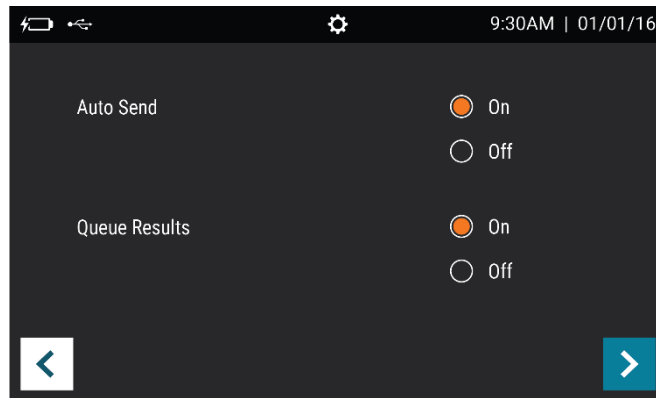 9:30AM | 01/01/16
Auto Send
On
Off
Queue Results
On
Off